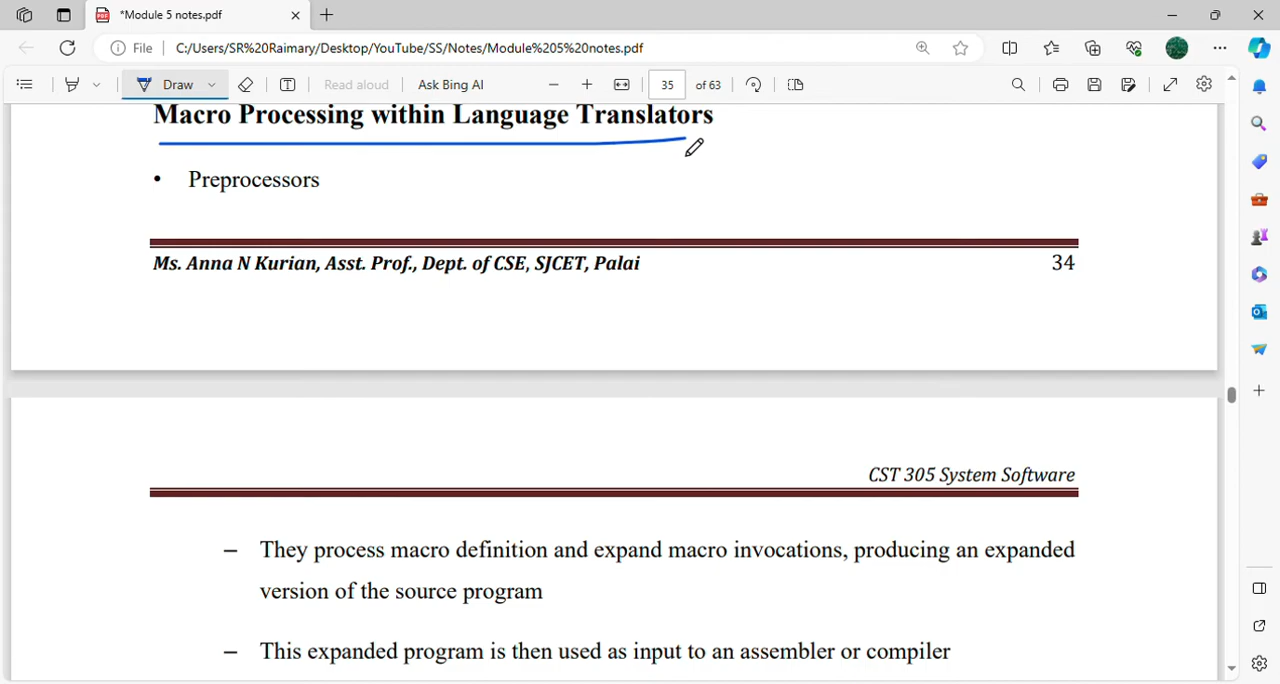 *Module 5 notes.pdf
File
C:/Users/SR%20Raimary/Desktop/YouTube/SS/Notes/Module%205%20notes.pdf
Draw
Read aloud
Ask Bing AI
35
of 63
Macro Processing within Language Translators
• Preprocessors
Ms. Anna N Kurian, Asst. Prof., Dept. of CSE, SJCET, Palai
34
CST 305 System Software
– They process macro definition and expand macro invocations, producing an expanded
version of the source program
– This expanded program is then used as input to an assembler or compiler